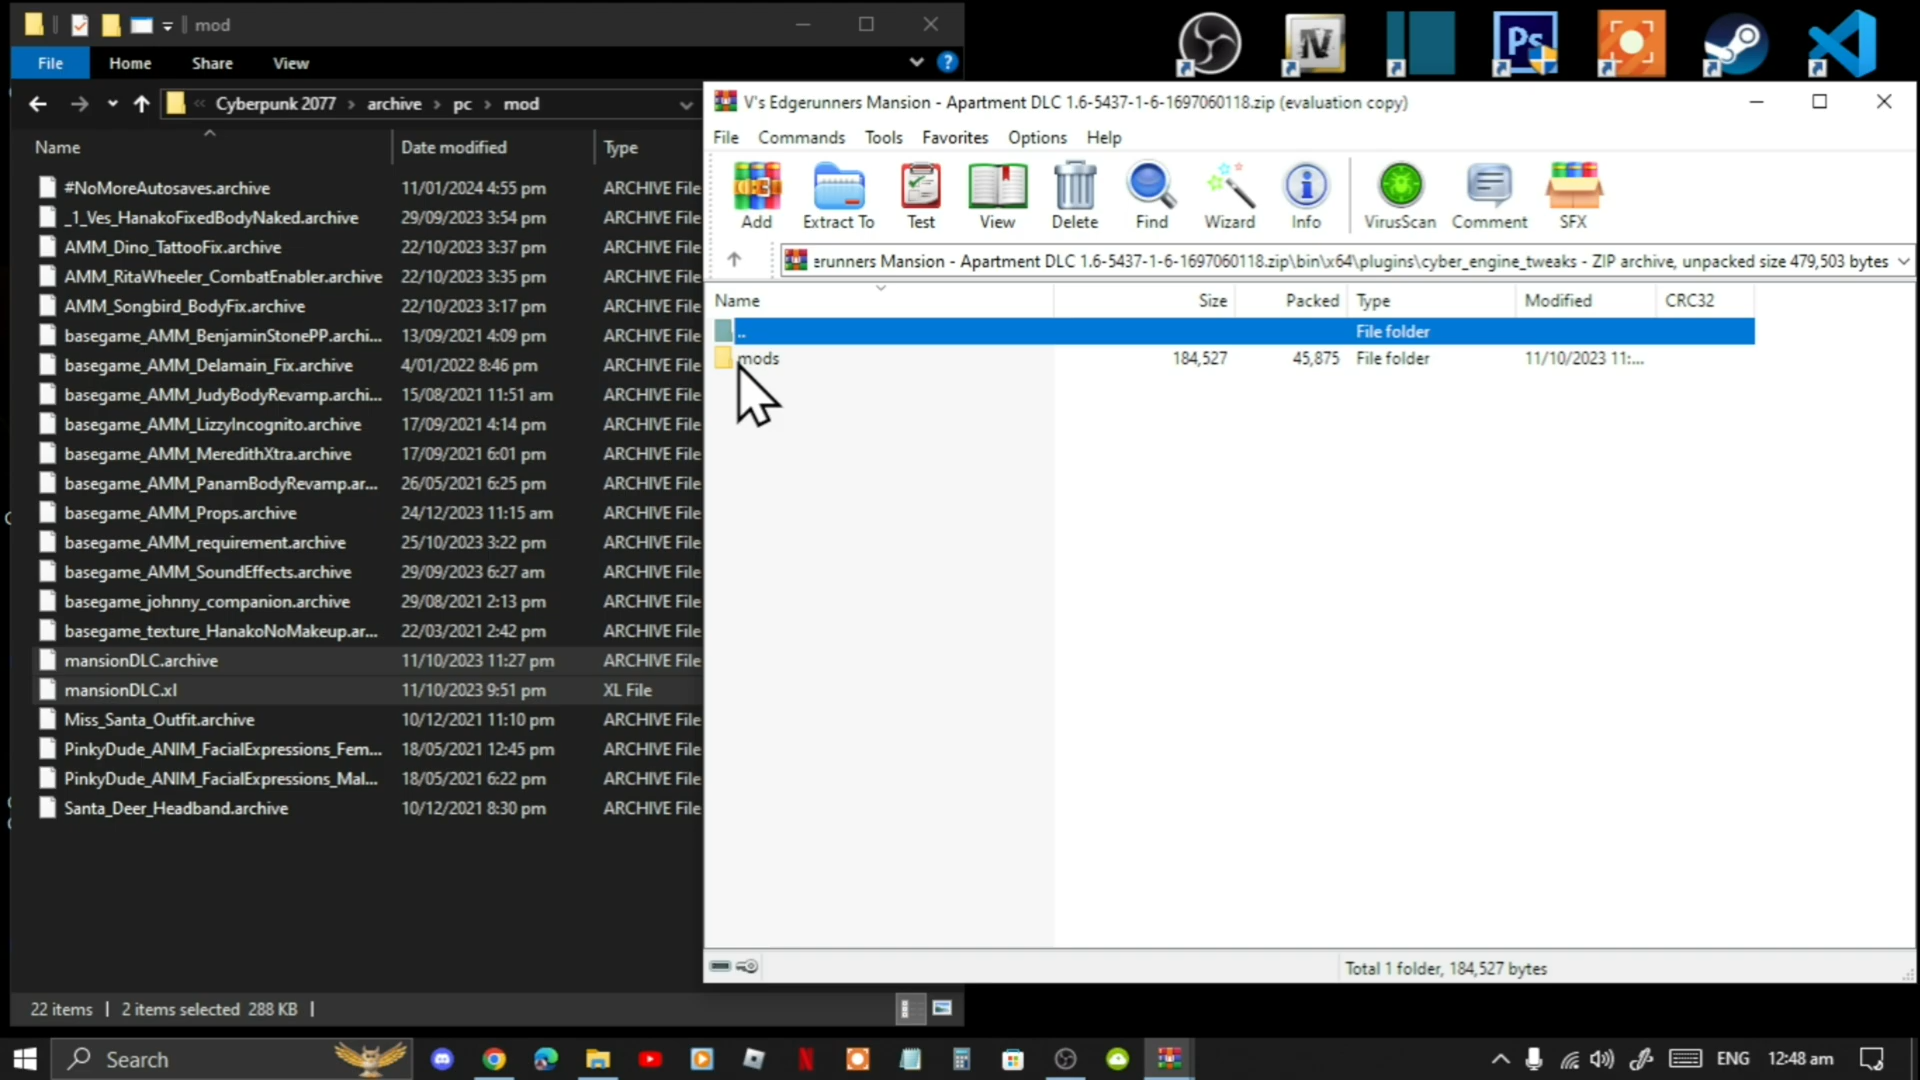 mod
File Home Share View
« Cyberpunk 2077 › archive › pc › mod
Name Date modified Type
#NoMoreAutosaves.archive 11/01/2024 4:55 pm ARCHIVE File
_1_Ves_HanakoFixedBodyNaked.archive 29/09/2023 3:54 pm ARCHIVE File
AMM_Dino_TattooFix.archive 22/10/2023 3:37 pm ARCHIVE File
AMM_RitaWheeler_CombatEnabler.archive 22/10/2023 3:35 pm ARCHIVE File
AMM_Songbird_BodyFix.archive 22/10/2023 3:17 pm ARCHIVE File
basegame_AMM_BenjaminStonePP.archi... 13/09/2021 4:09 pm ARCHIVE File
basegame_AMM_Delamain_Fix.archive 4/01/2022 8:46 pm ARCHIVE File
basegame_AMM_JudyBodyRevamp.archi... 15/08/2021 11:51 am ARCHIVE File
basegame_AMM_LizzyIncognito.archive 17/09/2021 4:14 pm ARCHIVE File
basegame_AMM_MeredithXtra.archive 17/09/2021 6:01 pm ARCHIVE File
basegame_AMM_PanamBodyRevamp.ar... 26/05/2021 6:25 pm ARCHIVE File
basegame_AMM_Props.archive 24/12/2023 11:15 am ARCHIVE File
basegame_AMM_requirement.archive 25/10/2023 3:22 pm ARCHIVE File
basegame_AMM_SoundEffects.archive 29/09/2023 6:27 am ARCHIVE File
basegame_johnny_companion.archive 29/08/2021 2:13 pm ARCHIVE File
basegame_texture_HanakoNoMakeup.ar... 22/03/2021 2:42 pm ARCHIVE File
mansionDLC.archive 11/10/2023 11:27 pm ARCHIVE File
mansionDLC.xl 11/10/2023 9:51 pm XL File
Miss_Santa_Outfit.archive 10/12/2021 11:10 pm ARCHIVE File
PinkyDude_ANIM_FacialExpressions_Fem... 18/05/2021 12:45 pm ARCHIVE File
PinkyDude_ANIM_FacialExpressions_Mal... 18/05/2021 6:22 pm ARCHIVE File
Santa_Deer_Headband.archive 10/12/2021 8:30 pm ARCHIVE File
22 items 2 items selected 288 KB
Ps
V's Edgerunners Mansion - Apartment DLC 1.6-5437-1-6-1697060118.zip (evaluation copy)
File Commands Tools Favorites Options Help
Add Extract To Test View Delete Find Wizard Info VirusScan Comment SFX
erunners Mansion - Apartment DLC 1.6-5437-1-6-1697060118.zip\bin\x64\plugins\cyber_engine_tweaks - ZIP archive, unpacked size 479,503 bytes
Name Size Packed Type Modified CRC32
.. File folder
mods 184,527 45,875 File folder 11/10/2023 11:...
Total 1 folder, 184,527 bytes
Search
ENG 12:48 am